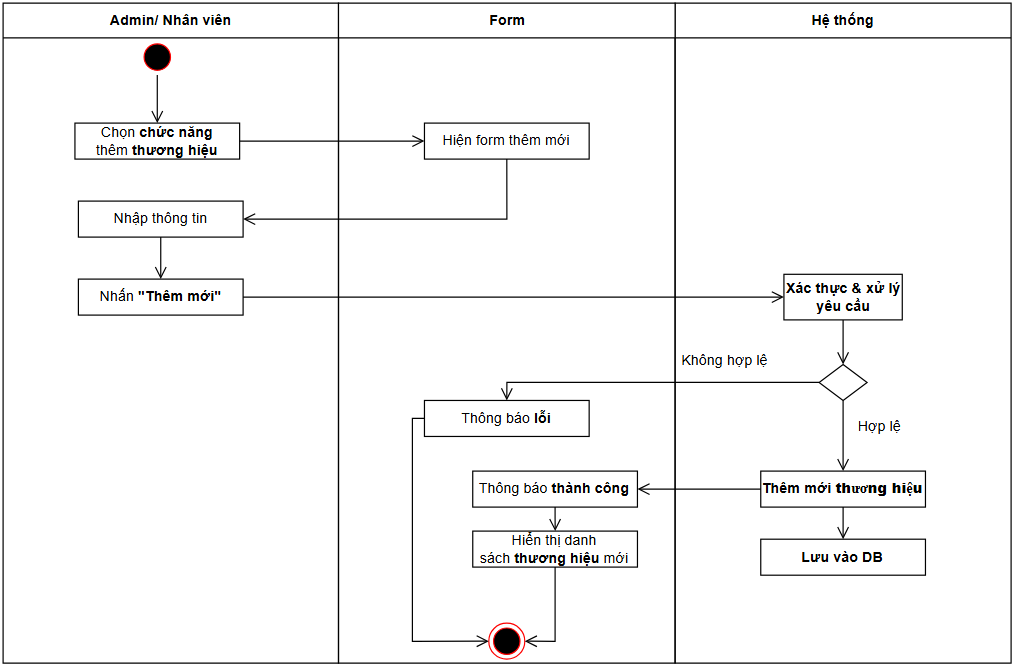 Admin/ Nhân viên
Form
Hệ thống
Chọn chức năng
thêm thương hiệu
Hiện form thêm mới
Nhập thông tin
Nhấn "Thêm mới"
Xác thực & xử lý
yêu cầu
Không hợp lệ
Thông báo lỗi
Hợp lệ
Thông báo thành công
Thêm mới thương hiệu
Hiển thị danh
sách thương hiệu mới
Lưu vào DB